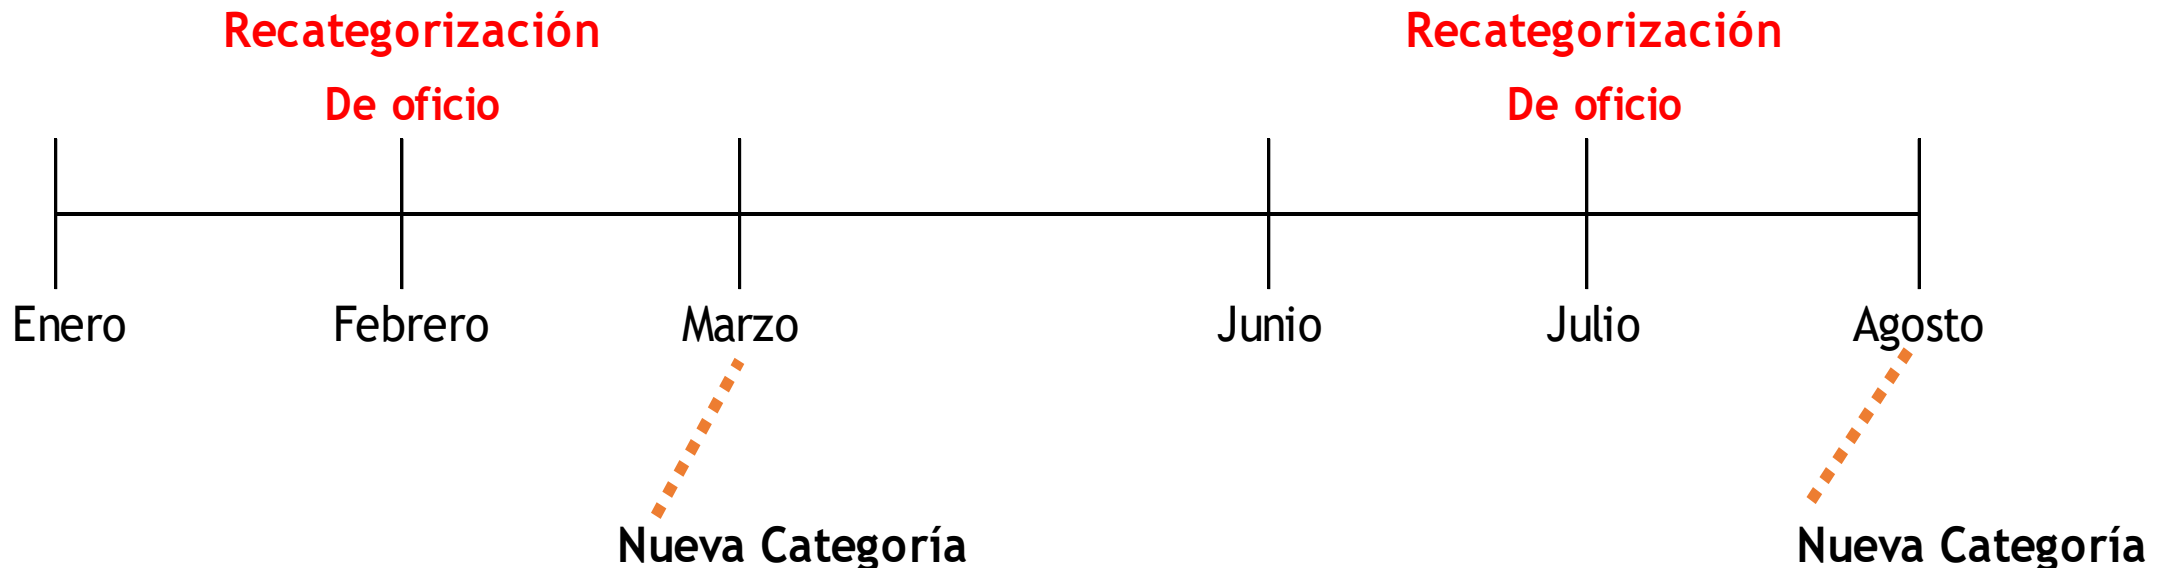 Recategorización
De oficio
Recategorización
De oficio
Enero
Febrero
Marzo
Junio
Julio
Agosto
Nueva Categoría
Nueva Categoría